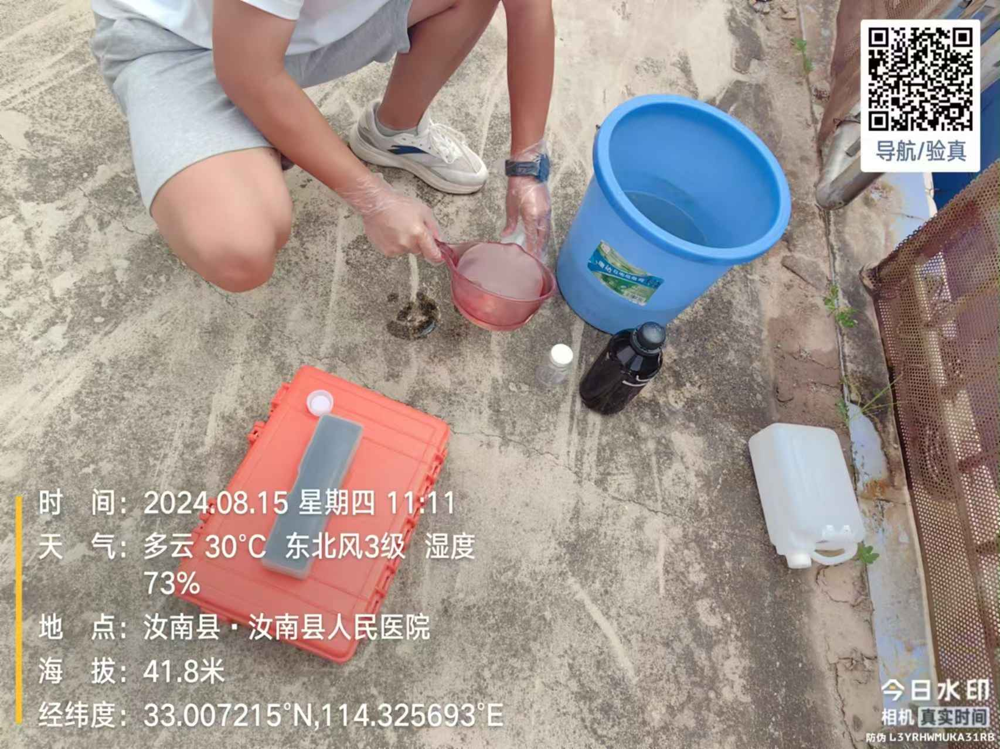 导航/验真
时 间：2024.08.15 星期四 11:11
天 气：多云 30°C 东北风3级 湿度
73%
地 点：汝南县·汝南县人民医院
海 拔：41.8米
经纬度：33.007215°N,114.325693°E
今日水印
相机 真实时间
防伪 L3YRHWMUKA31RB